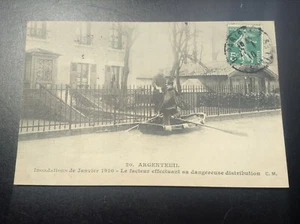 20. ARGENTEUIL
Inondations de Janvier 1910 - Le facteur effectuant sa dangereuse distribution C. M.